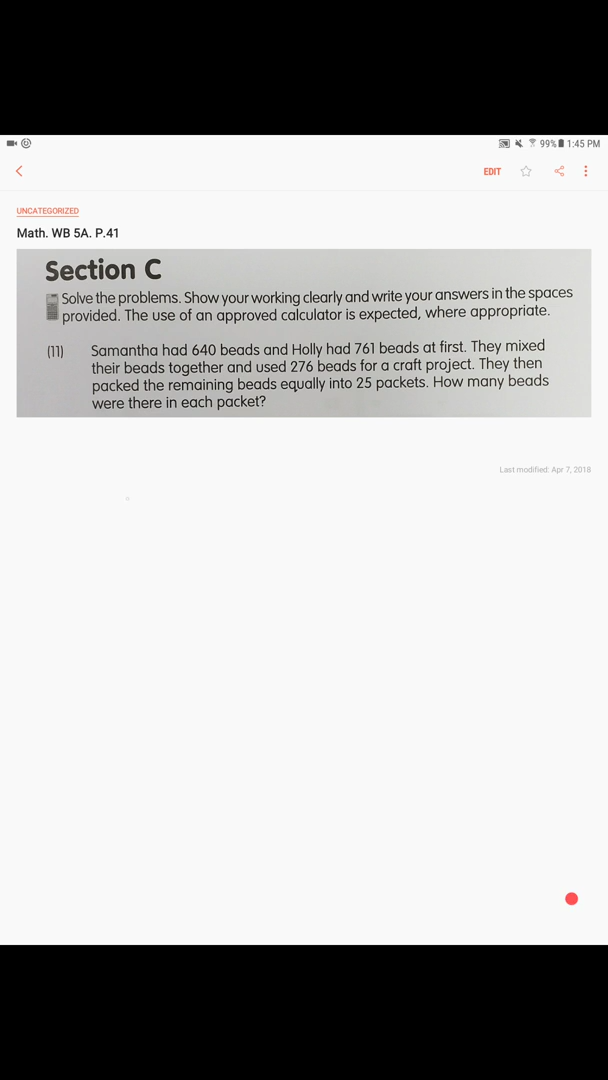 99% 1:45 PM
EDIT
UNCATEGORIZED
Math. WB 5A. P.41
Section C
Solve the problems. Show your working clearly and write your answers in the spaces
provided. The use of an approved calculator is expected, where appropriate.
(11) Samantha had 640 beads and Holly had 761 beads at first. They mixed
their beads together and used 276 beads for a craft project. They then
packed the remaining beads equally into 25 packets. How many beads
were there in each packet?
Last modified: Apr 7, 2018